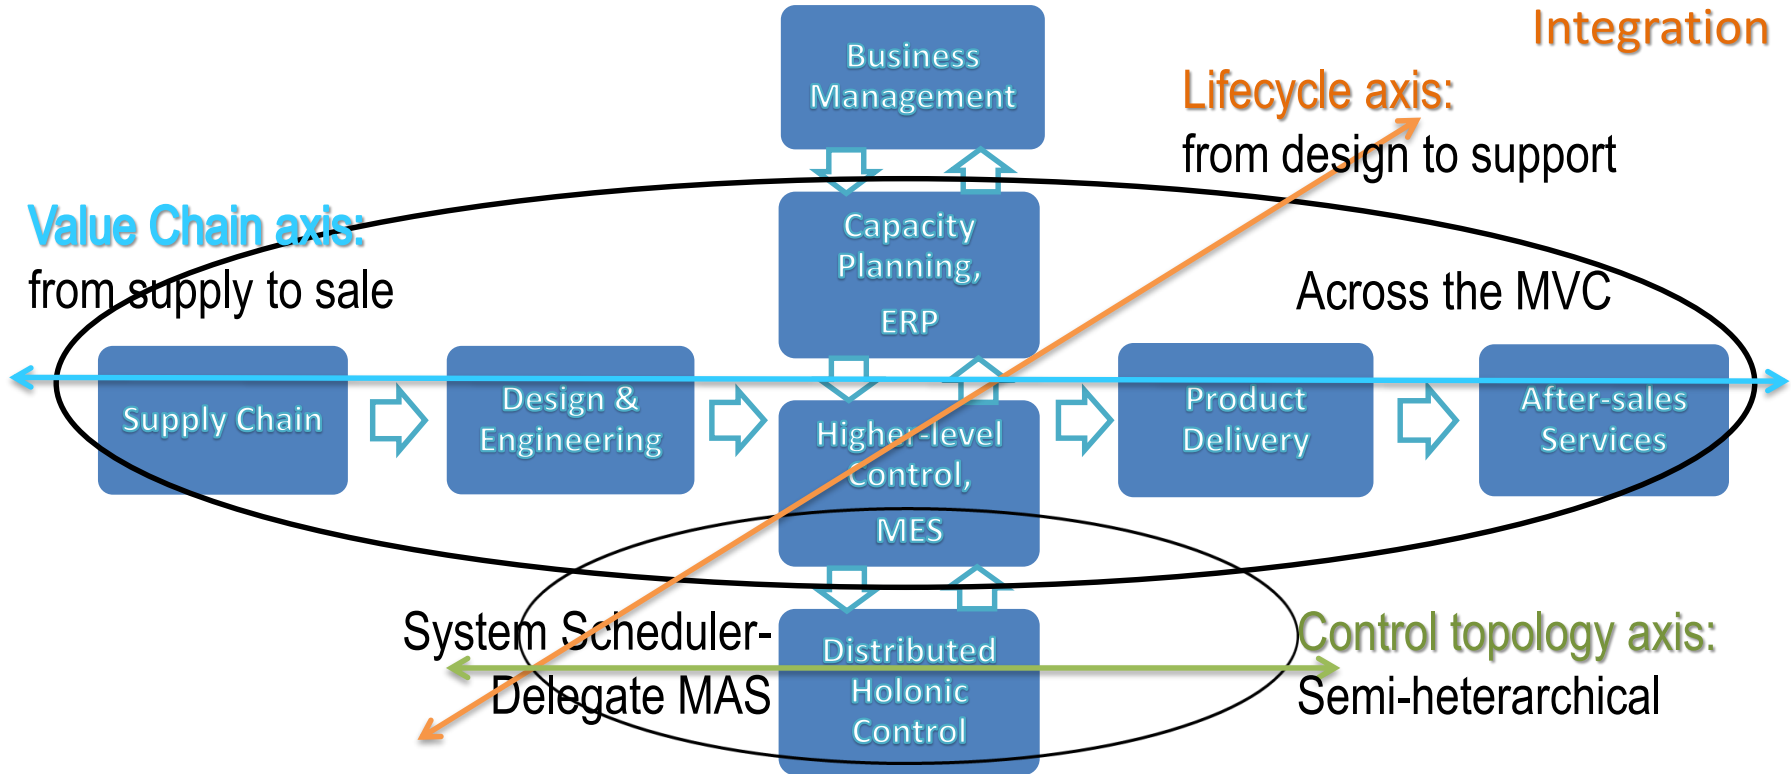 Integration
Business
Management
Lifecycle axis:
from design to support
Value Chain axis:
from supply to sale
Capacity
Planning,
ERP
Across the MVC
Supply Chain
Design &
Engineering
Higher-level
Control,
MES
Product
Delivery
After-sales
Services
System Scheduler-
Delegate MAS
Distributed
Holonic
Control
Control topology axis:
Semi-heterarchical